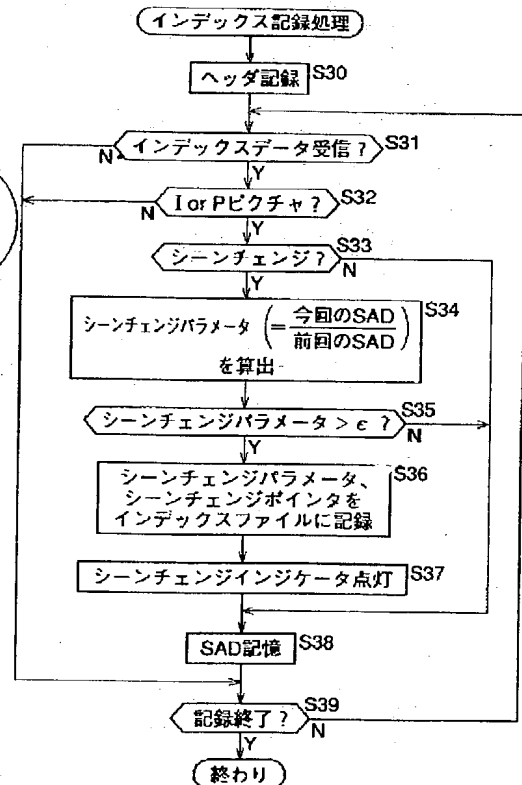 インデックス記録処理
ヘッダ記録 S30
インデックスデータ受信？ S31
N
Y
I or Pピクチャ？ S32
N
Y
シーンチェンジ？ S33
N
Y
シーンチェンジパラメータ (=今回のSAD/前回のSAD) S34
を算出
シーンチェンジパラメータ > ϵ ？ S35
N
Y
シーンチェンジパラメータ、 S36
シーンチェンジポインタを
インデックスファイルに記録
シーンチェンジインジケータ点灯 S37
SAD記憶 S38
記録終了？ S39
N
Y
終わり